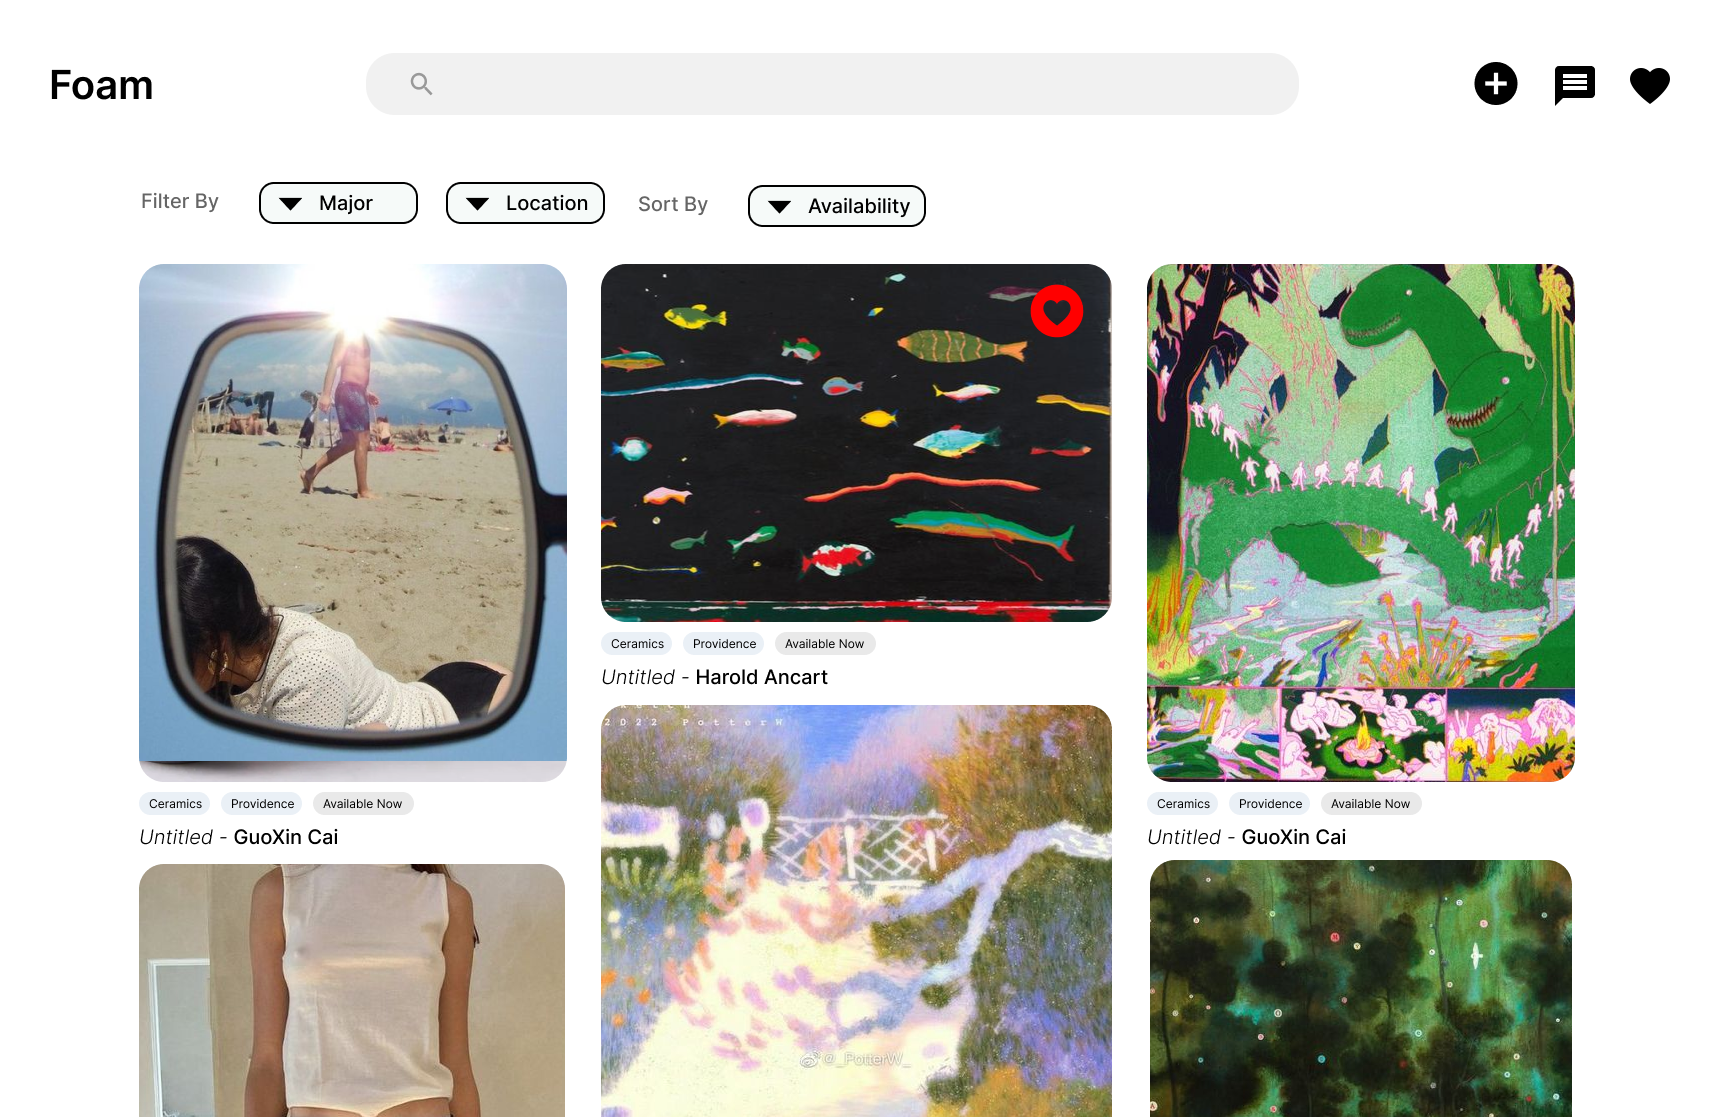 Foam
Filter By
Major
Location
Sort By
Availability
Ceramics
Providence
Available Now
Untitled - Harold Ancart
2022 PotterW
Ceramics
Providence
Available Now
Untitled - GuoXin Cai
Ceramics
Providence
Available Now
Untitled - GuoXin Cai
@_PotterW_